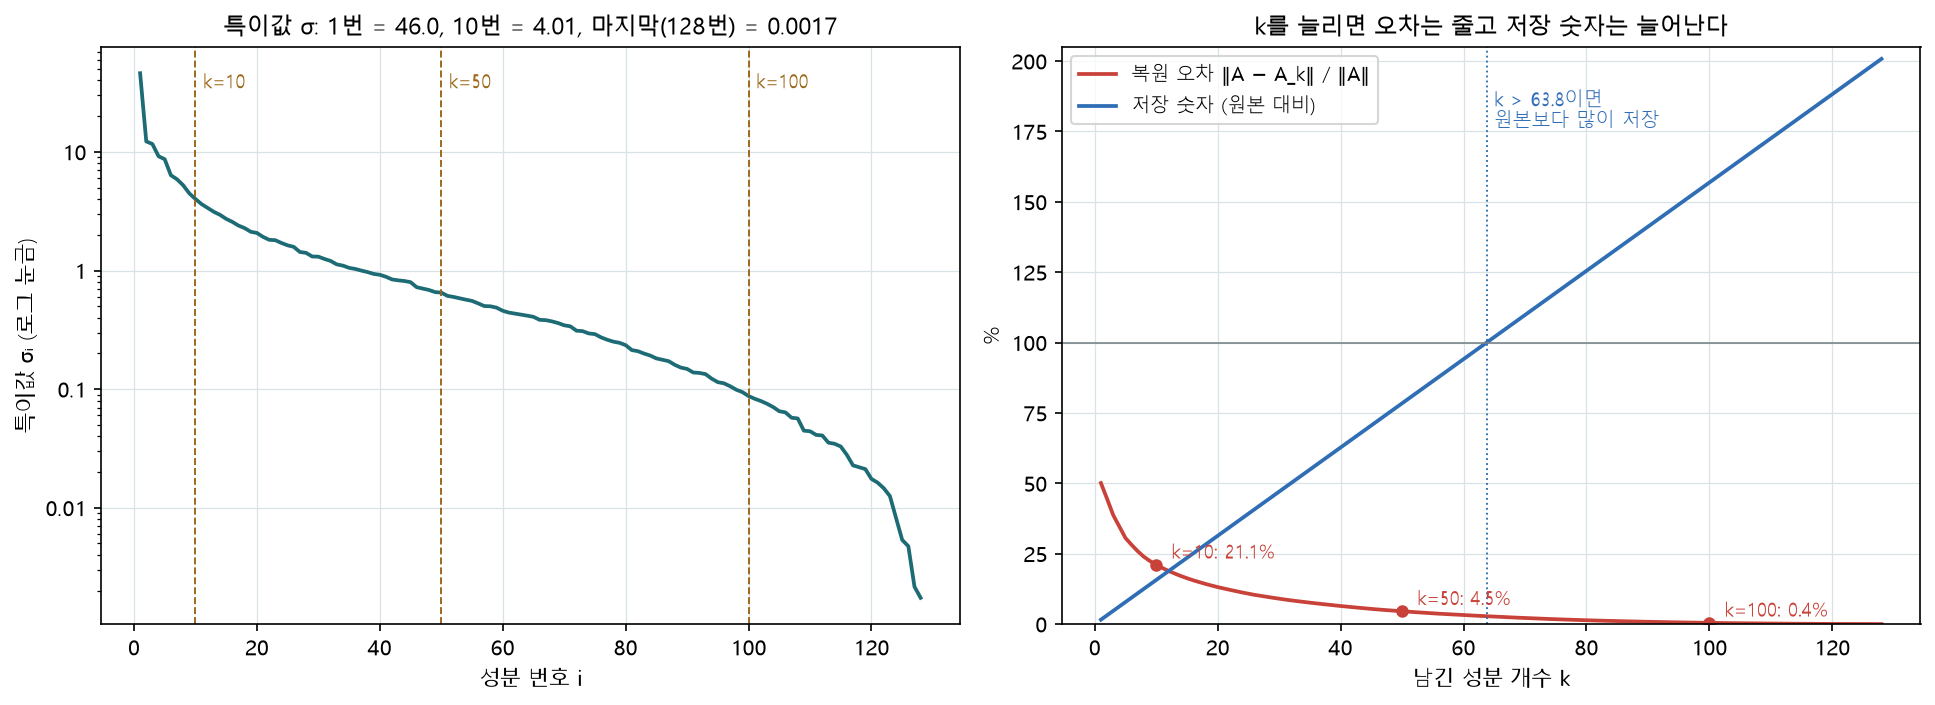 특이값 σ: 1번 = 46.0, 10번 = 4.01, 마지막(128번) = 0.0017
k=10
k=50
k=100
10
1
0.1
0.01
특이값 σᵢ (로그 눈금)
0
20
40
60
80
100
120
성분 번호 i
k를 늘리면 오차는 줄고 저장 숫자는 늘어난다
복원 오차 ‖A − A_k‖ / ‖A‖
저장 숫자 (원본 대비)
k > 63.8이면
원본보다 많이 저장
200
175
150
125
100
75
50
25
0
%
k=10: 21.1%
k=50: 4.5%
k=100: 0.4%
0
20
40
60
80
100
120
남긴 성분 개수 k